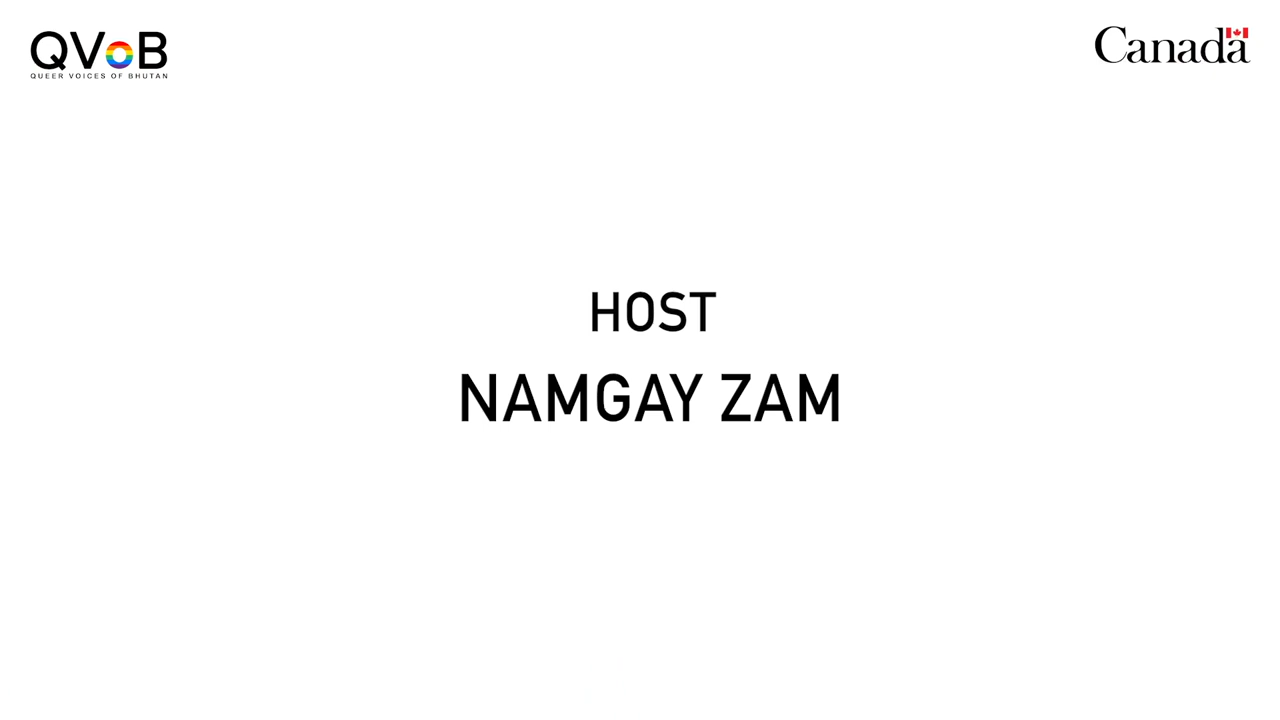 QVoB
QUEER VOICES OF BHUTAN
Canada
HOST
NAMGAY ZAM